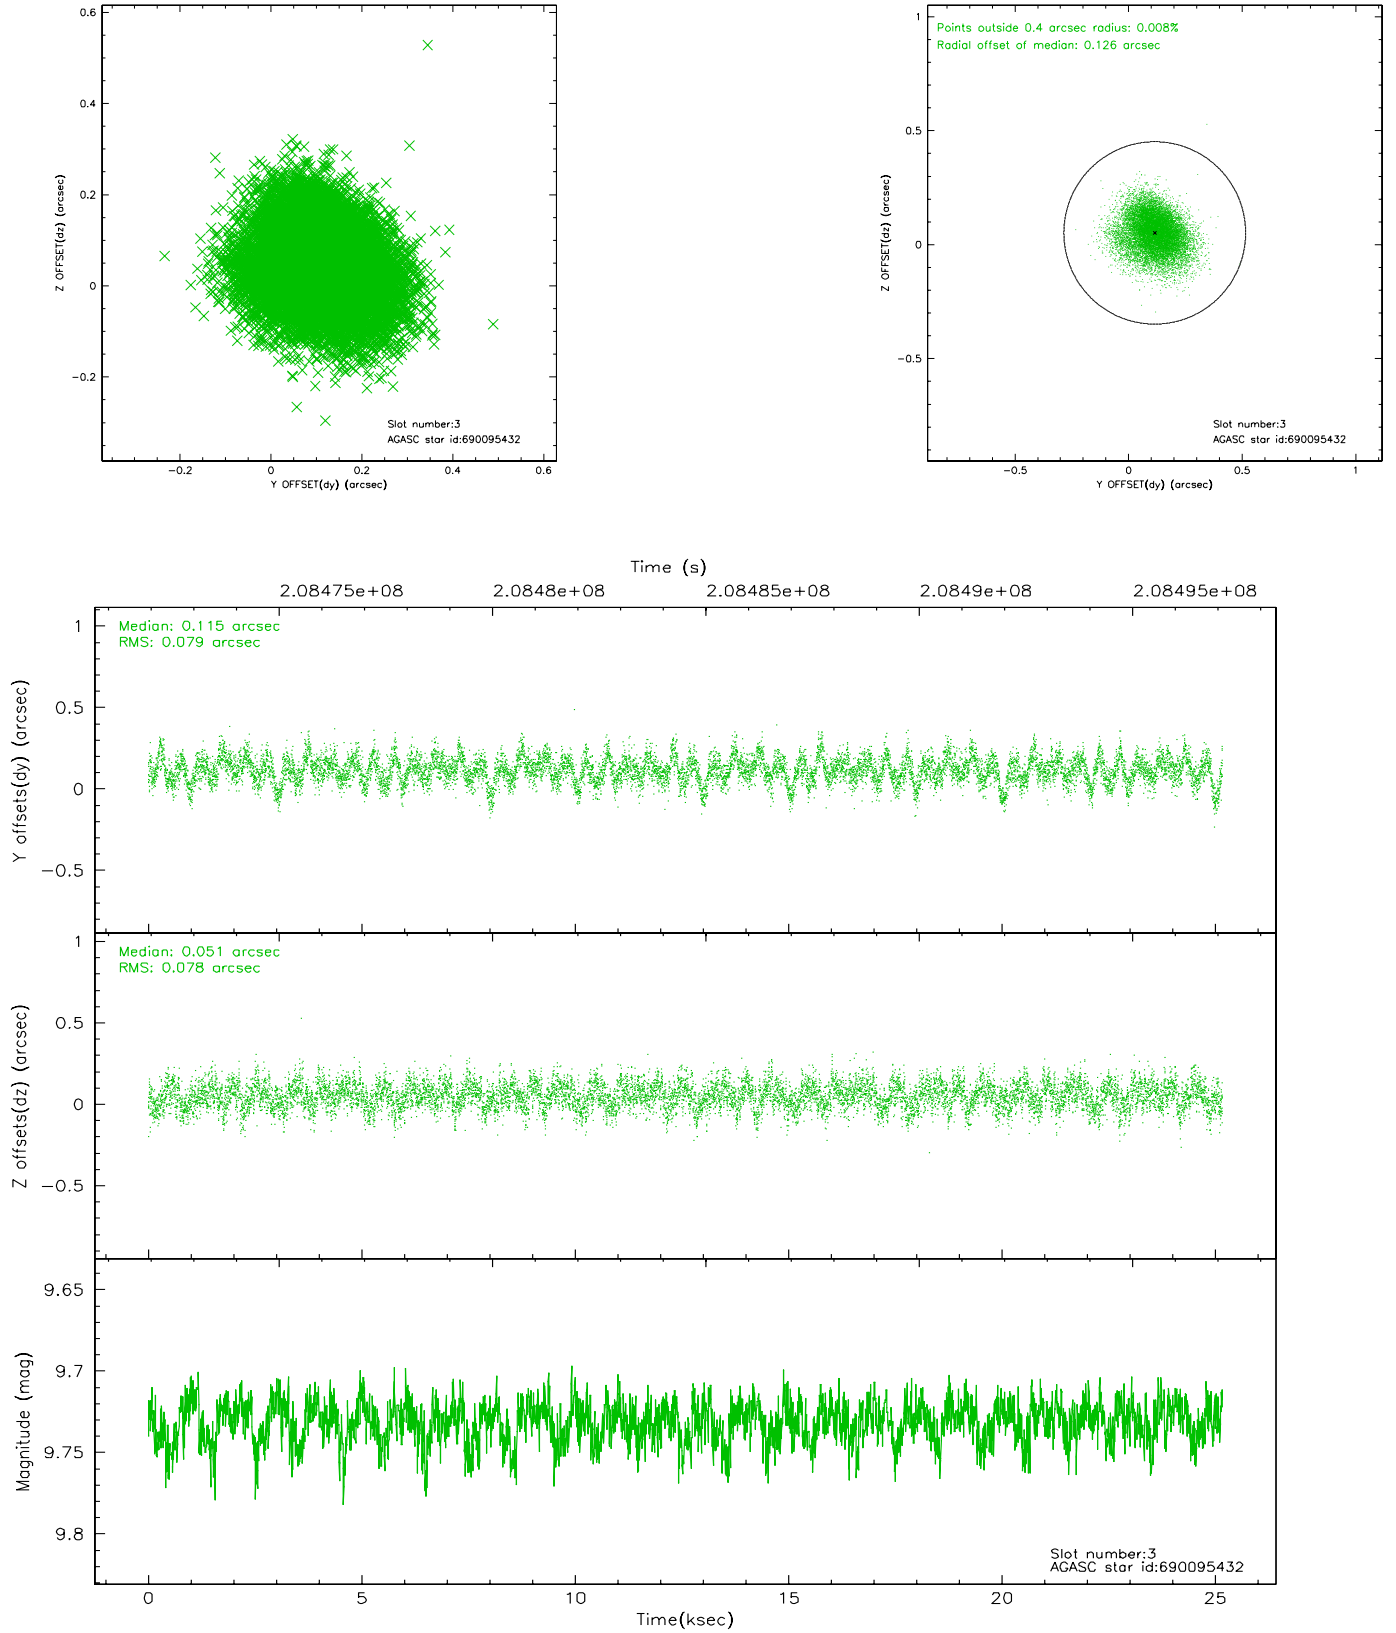 0.6
0.4
0.2
0
−0.2
Z OFFSET(dz) (arcsec)
Slot number:3
AGASC star id:690095432
−0.2 0 0.2 0.4 0.6
Y OFFSET(dy) (arcsec)
1
0.5
0
−0.5
Z OFFSET(dz) (arcsec)
Points outside 0.4 arcsec radius: 0.008%
Radial offset of median: 0.126 arcsec
Slot number:3
AGASC star id:690095432
−0.5 0 0.5 1
Y OFFSET(dy) (arcsec)
Time (s)
2.08475e+08 2.0848e+08 2.08485e+08 2.0849e+08 2.08495e+08
Median: 0.115 arcsec
RMS: 0.079 arcsec
1
0.5
0
−0.5
Y offsets(dy) (arcsec)
Median: 0.051 arcsec
RMS: 0.078 arcsec
1
0.5
0
−0.5
Z offsets(dz) (arcsec)
9.65
9.7
9.75
9.8
Magnitude (mag)
Slot number:3
AGASC star id:690095432
0 5 10 15 20 25
Time(ksec)